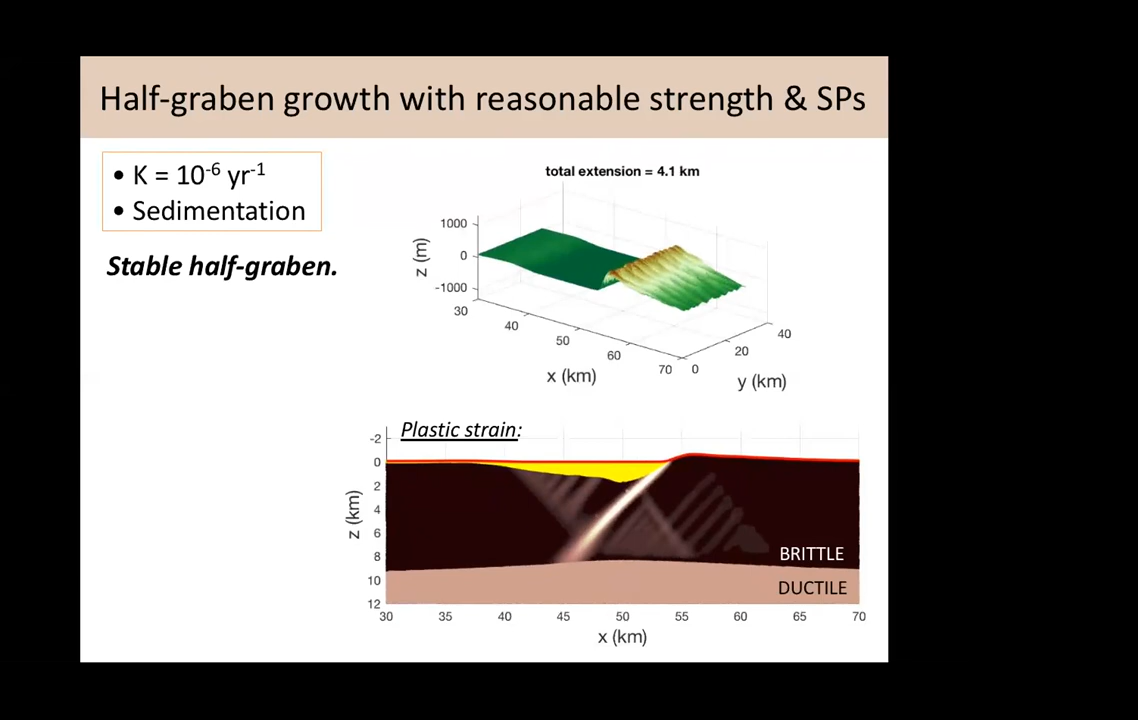 Half-graben growth with reasonable strength & SPs
• K = 10⁻⁶ yr⁻¹
• Sedimentation
Stable half-graben.
total extension = 4.1 km
1000
0
-1000
z (m)
30
40
50
60
70
x (km)
0
20
40
y (km)
Plastic strain:
-2
0
2
4
6
8
10
12
z (km)
BRITTLE
DUCTILE
30 35 40 45 50 55 60 65 70
x (km)